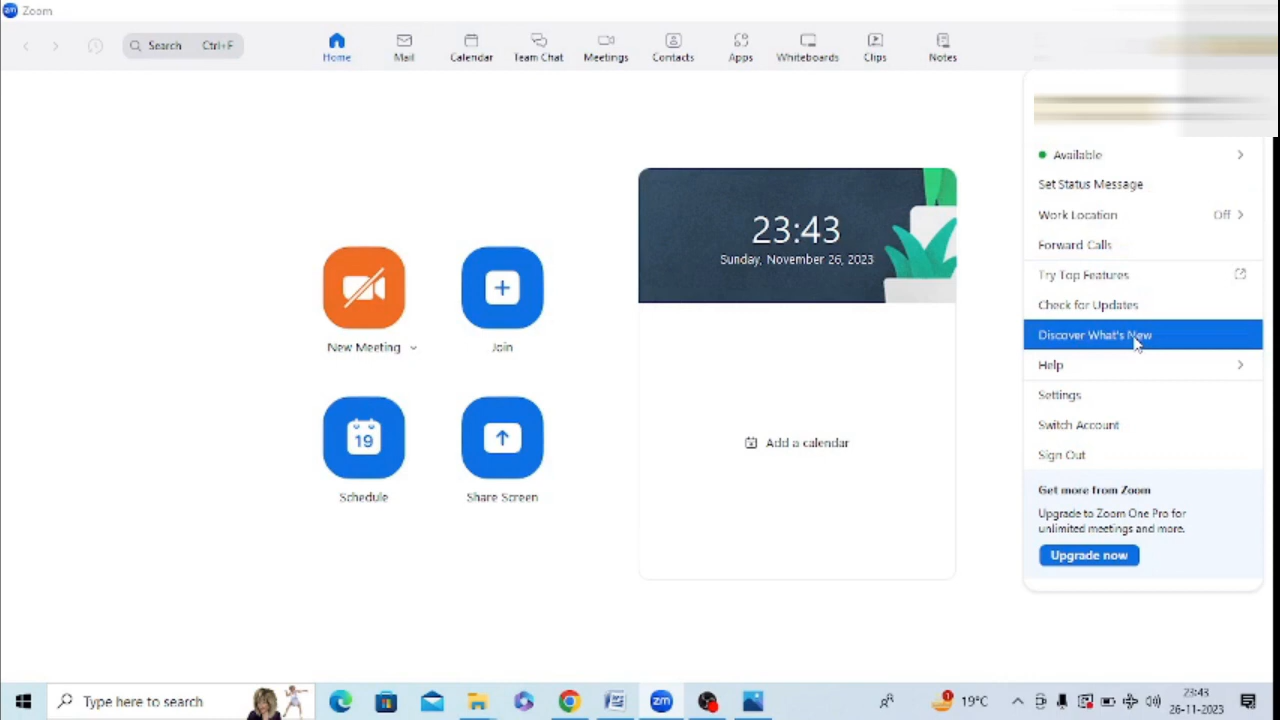 zm Zoom
Search Ctrl+F
Home
Mail
Calendar
Team Chat
Meetings
Contacts
Apps
Whiteboards
Clips
Notes
Available
Set Status Message
Work Location Off
Forward Calls
Try Top Features
Check for Updates
Discover What's New
Help
Settings
Switch Account
Sign Out
Get more from Zoom
Upgrade to Zoom One Pro for
unlimited meetings and more.
Upgrade now
23:43
Sunday, November 26, 2023
Add a calendar
New Meeting
Join
19
Schedule
Share Screen
Type here to search
zm
1
19°C
23:43
26-11-2023